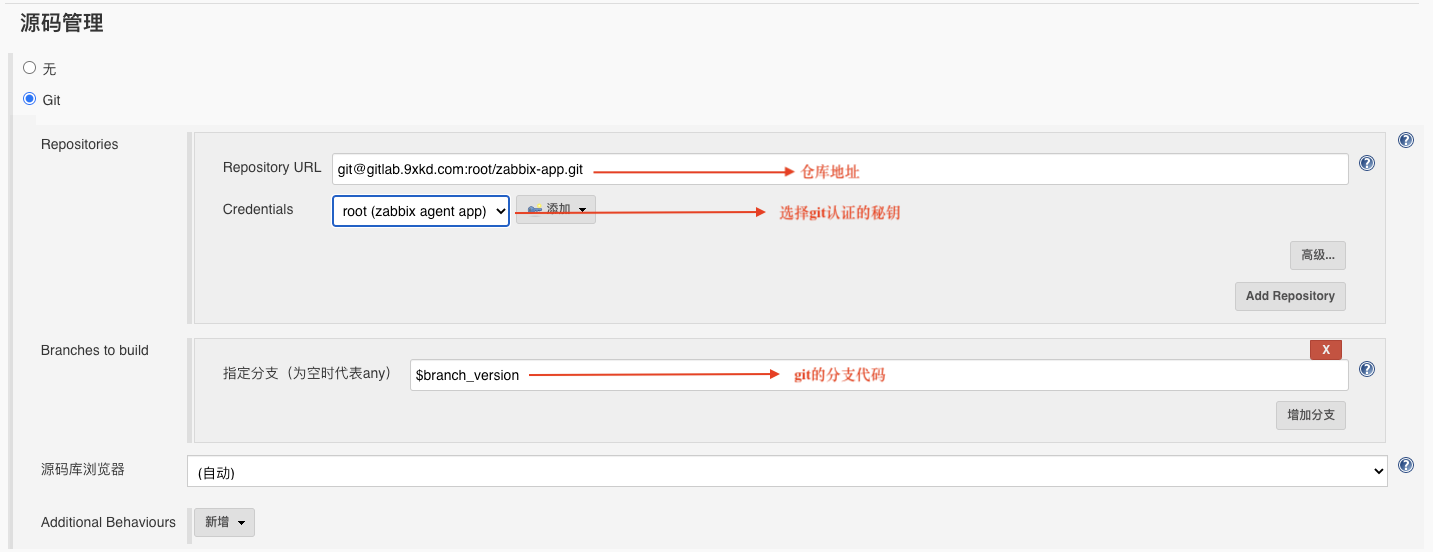 源码管理
无
Git
Repositories
Repository URL git@gitlab.9xkd.com:root/zabbix-app.git 仓库地址
Credentials root (zabbix agent app) 添加 选择git认证的秘钥
高级...
Add Repository
Branches to build
X
指定分支（为空时代表any） $branch_version git的分支代码
增加分支
源码库浏览器 (自动)
Additional Behaviours 新增